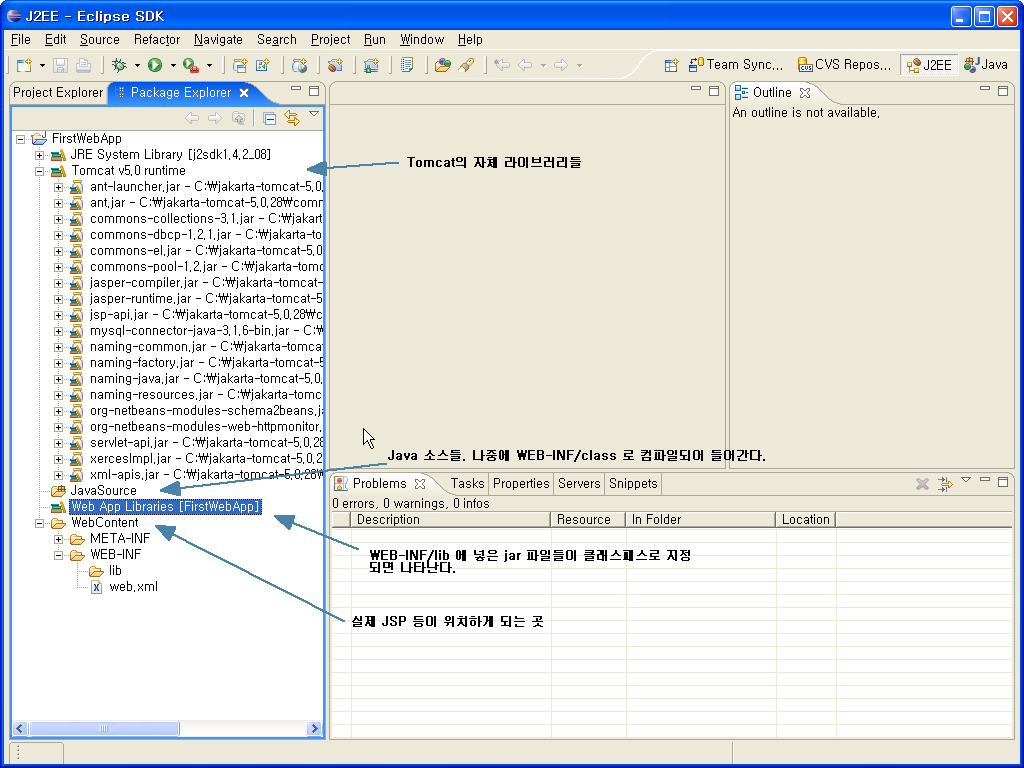 J2EE - Eclipse SDK
File Edit Source Refactor Navigate Search Project Run Window Help
Team Sync... CVS Repos... J2EE Java
Project Explorer Package Explorer
Outline
An outline is not available.
FirstWebApp
JRE System Library [j2sdk1.4.2_08]
Tomcat v5.0 runtime
ant-launcher.jar - C:₩jakarta-tomcat-5.0.
ant.jar - C:₩jakarta-tomcat-5.0.28₩comm
commons-collections-3.1.jar - C:₩jakart
commons-dbcp-1.2.1.jar - C:₩jakarta-to
commons-el.jar - C:₩jakarta-tomcat-5.0
commons-pool-1.2.jar - C:₩jakarta-tomc
jasper-compiler.jar - C:₩jakarta-tomcat-
jasper-runtime.jar - C:₩jakarta-tomcat-5
jsp-api.jar - C:₩jakarta-tomcat-5.0.28₩c
mysql-connector-java-3.1.6-bin.jar - C:₩
naming-common.jar - C:₩jakarta-tomcat
naming-factory.jar - C:₩jakarta-tomcat-5
naming-java.jar - C:₩jakarta-tomcat-5.0.
naming-resources.jar - C:₩jakarta-tomca
org-netbeans-modules-schema2beans.ja
org-netbeans-modules-web-httpmonitor.
servlet-api.jar - C:₩jakarta-tomcat-5.0.28
xercesImpl.jar - C:₩jakarta-tomcat-5.0.2
xml-apis.jar - C:₩jakarta-tomcat-5.0.28₩
JavaSource
Web App Libraries [FirstWebApp]
WebContent
META-INF
WEB-INF
lib
web.xml
Tomcat의 자체 라이브러리들
Java 소스들. 나중에 ₩WEB-INF/class 로 컴파일되어 들어간다.
Problems Tasks Properties Servers Snippets
0 errors, 0 warnings, 0 infos
Description Resource In Folder Location
₩WEB-INF/lib 에 넣은 jar 파일들이 클래스패스로 지정
되면 나타난다.
실제 JSP 등이 위치하게 되는 곳